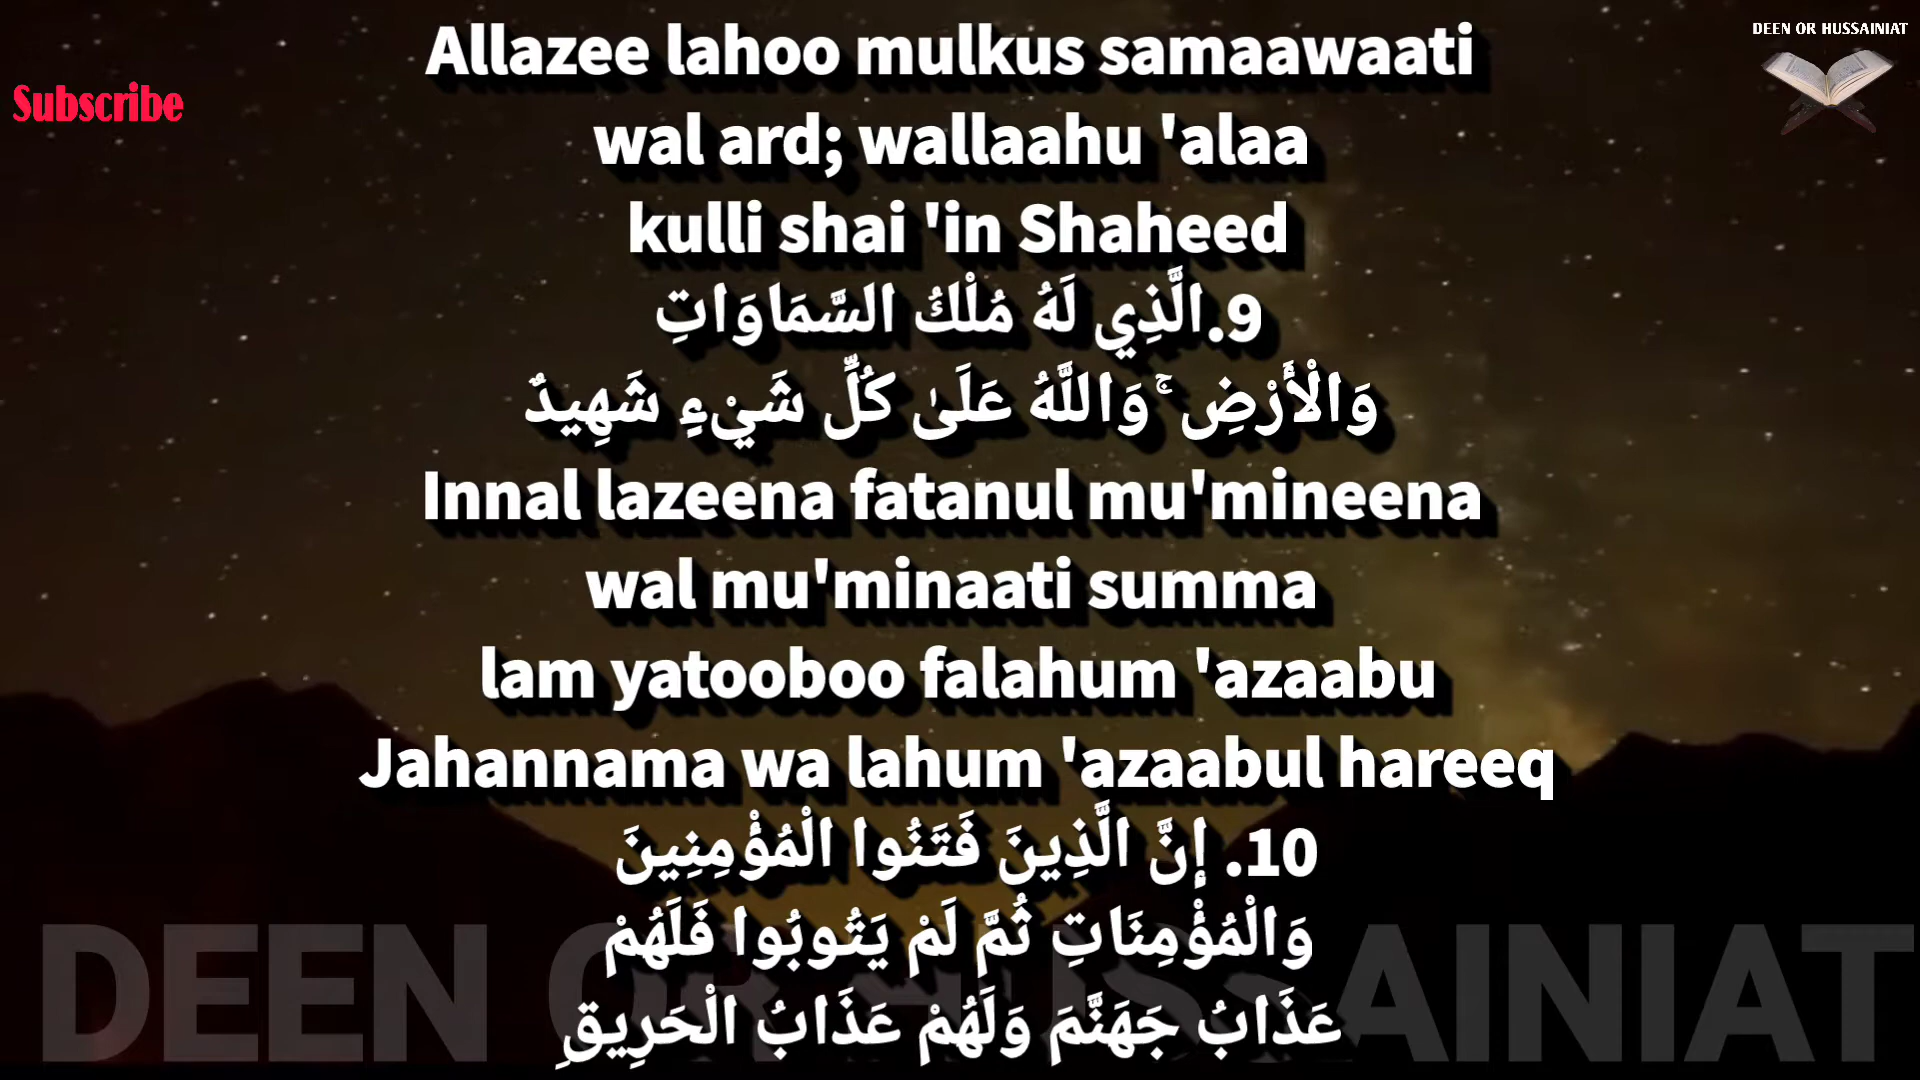 DEEN OR HUSSAINIAT
Subscribe
Allazee lahoo mulkus samaawaati
wal ard; wallaahu 'alaa
kulli shai 'in Shaheed
9.الَّذِي لَهُ مُلْكُ السَّمَاوَاتِ
وَالْأَرْضِ ۚ وَاللَّهُ عَلَىٰ كُلِّ شَيْءٍ شَهِيدٌ
Innal lazeena fatanul mu'mineena
wal mu'minaati summa
lam yatooboo falahum 'azaabu
Jahannama wa lahum 'azaabul hareeq
10. إِنَّ الَّذِينَ فَتَنُوا الْمُؤْمِنِينَ
وَالْمُؤْمِنَاتِ ثُمَّ لَمْ يَتُوبُوا فَلَهُمْ
عَذَابُ جَهَنَّمَ وَلَهُمْ عَذَابُ الْحَرِيقِ
DEEN OR HUSSAINIAT